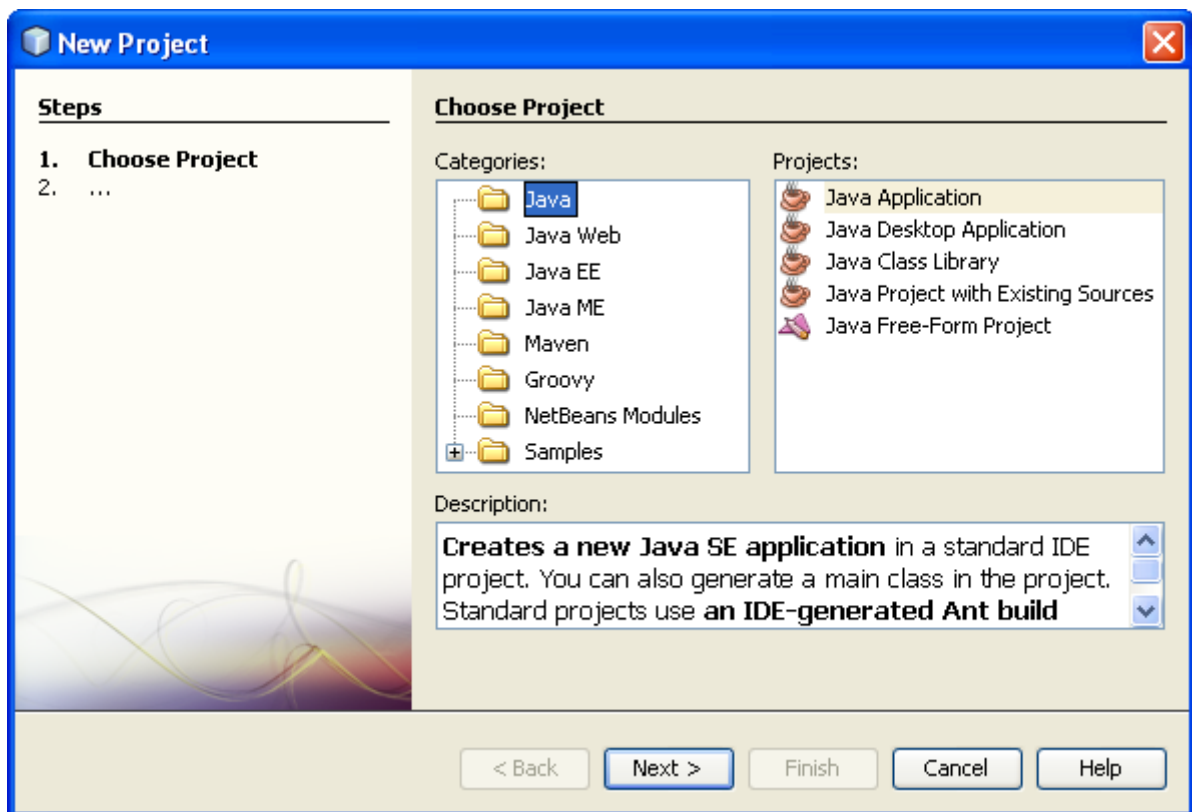 New Project
Steps
1. Choose Project
2. ...
Choose Project
Categories:
Java
Java Web
Java EE
Java ME
Maven
Groovy
NetBeans Modules
Samples
Projects:
Java Application
Java Desktop Application
Java Class Library
Java Project with Existing Sources
Java Free-Form Project
Description:
Creates a new Java SE application in a standard IDE
project. You can also generate a main class in the project.
Standard projects use an IDE-generated Ant build
< Back Next > Finish Cancel Help